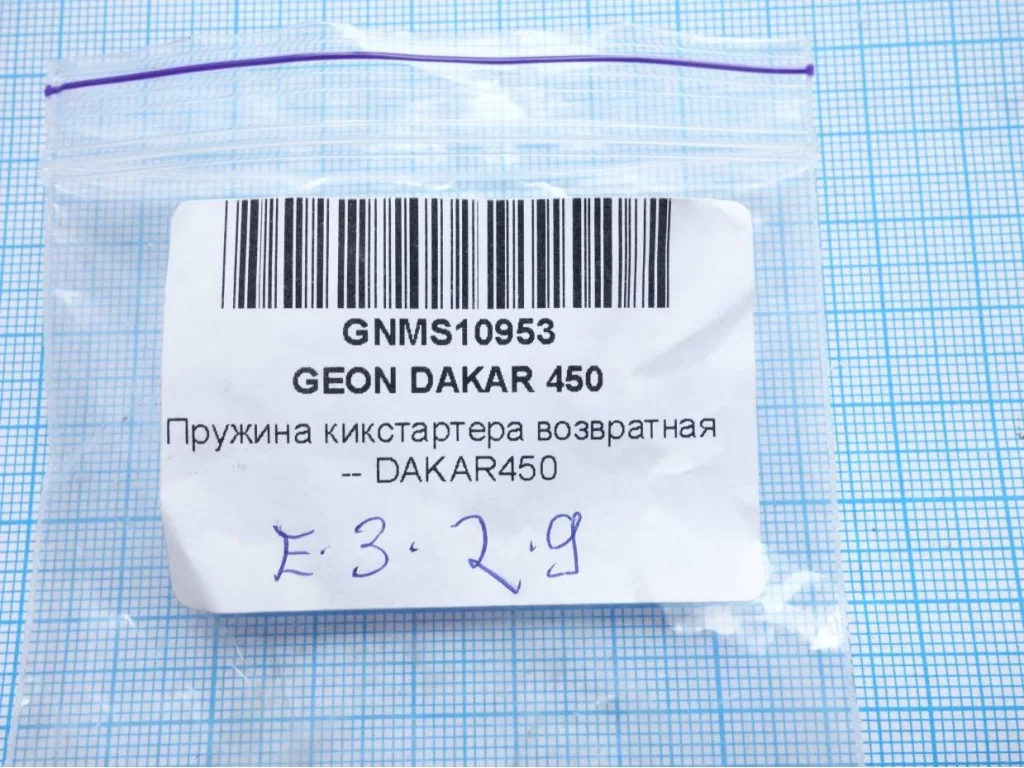 GNMS10953
GEON DAKAR 450
Пружина кикстартера возвратная
-- DAKAR450
E.3.2.9